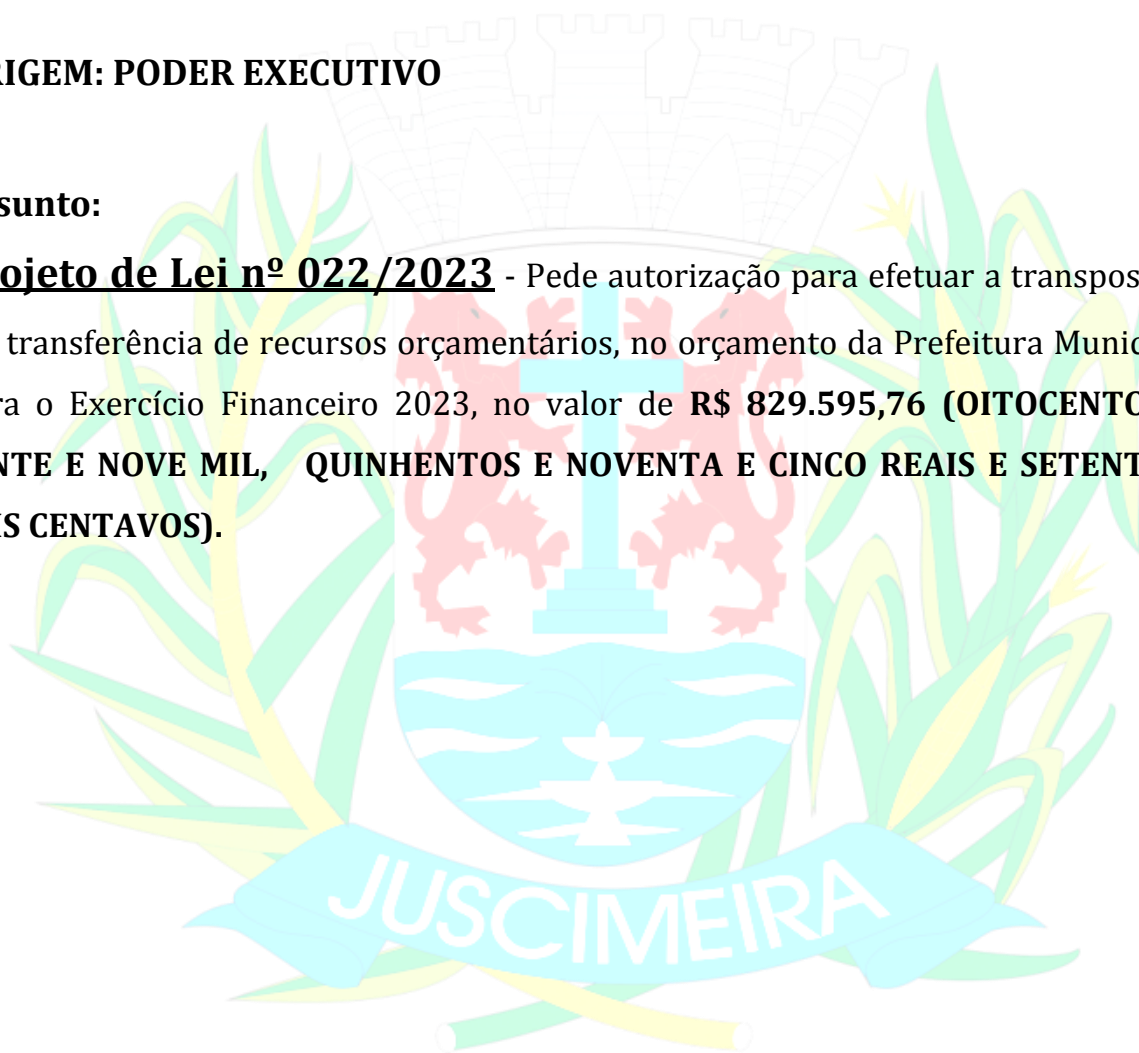 RIGEM: PODER EXECUTIVO
sunto:
ojeto de Lei nº 022/2023 - Pede autorização para efetuar a transpos
transferência de recursos orçamentários, no orçamento da Prefeitura Munic
ra o Exercício Financeiro 2023, no valor de R$ 829.595,76 (OITOCENTO
NTE E NOVE MIL, QUINHENTOS E NOVENTA E CINCO REAIS E SETENT
IS CENTAVOS).
JUSCIMEIRA